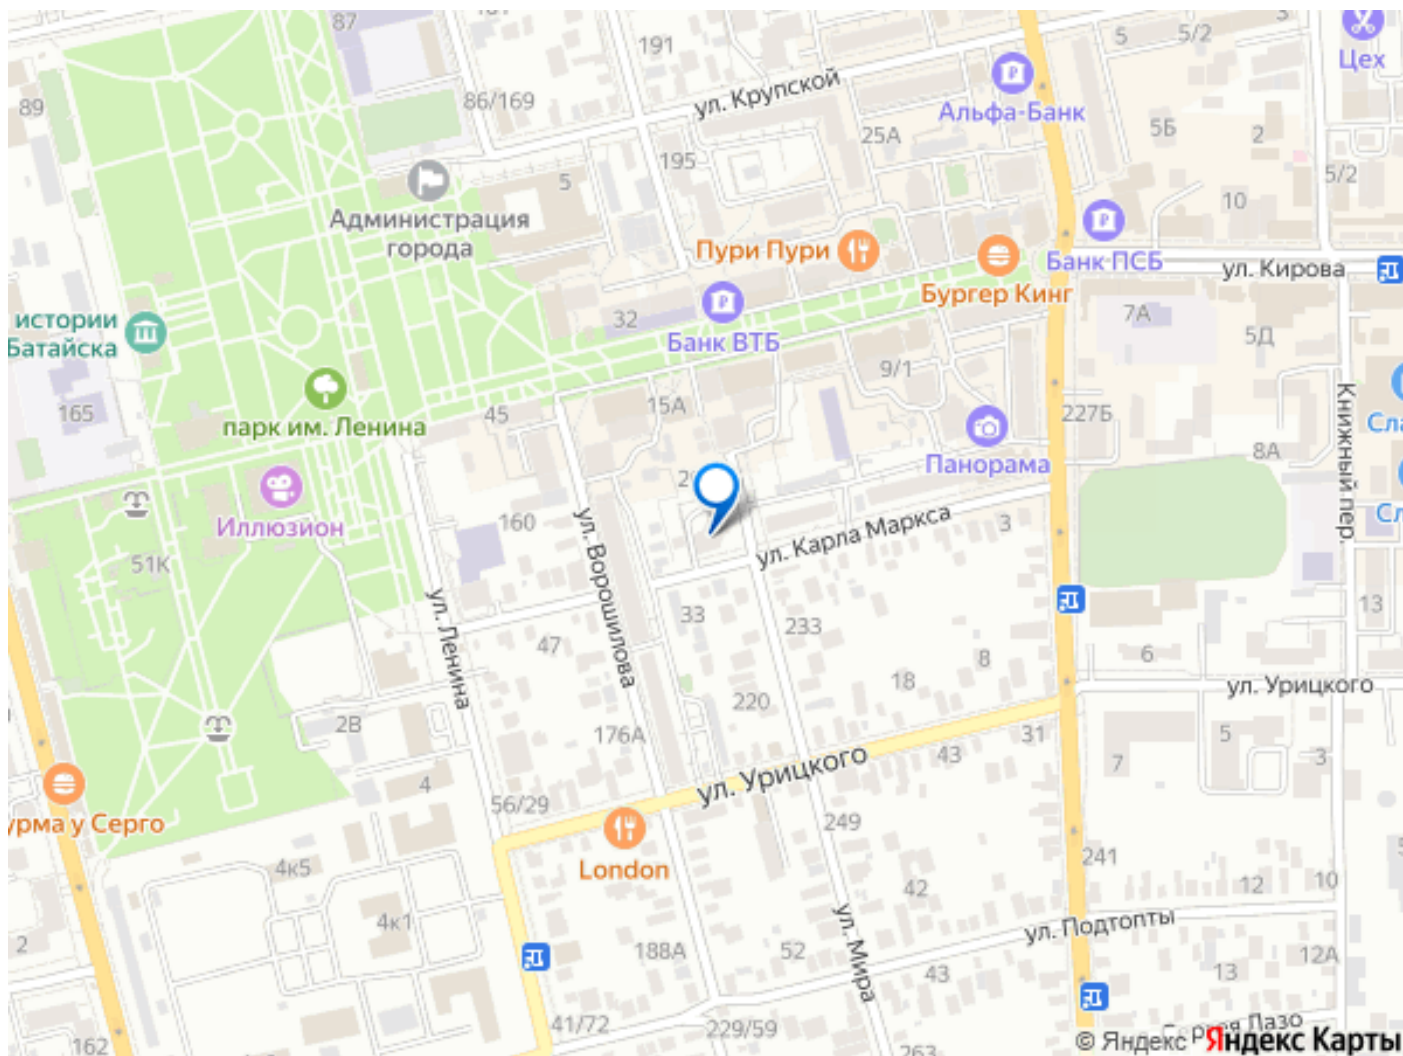 87
191
5
5/2
3
Цех
89
86/169
ул. Крупской
Альфа-Банк
25А
5Б
2
195
5
5/2
10
Администрация
города
Пури Пури
Бургер Кинг
Банк ПСБ
ул. Кирова
истории
Батайска
32
Банк ВТБ
7А
5Д
9/1
165
парк им. Ленина
45
15А
227Б
Книжный пер.
8А
Панорама
Иллюзион
160
ул. Ворошилова
ул. Карла Маркса
3
51К
ул. Ленина
33
47
233
8
18
6
13
ул. Урицкого
220
2В
176А
43
31
5
3
7
4
ул. Урицкого
56/29
урма у Серго
London
249
241
4к5
42
12
10
4к1
ул. Мира
ул. Подтопты
2
188А
52
43
13
12А
41/72
229/59
263
162
© Яндекс
Яндекс Карты